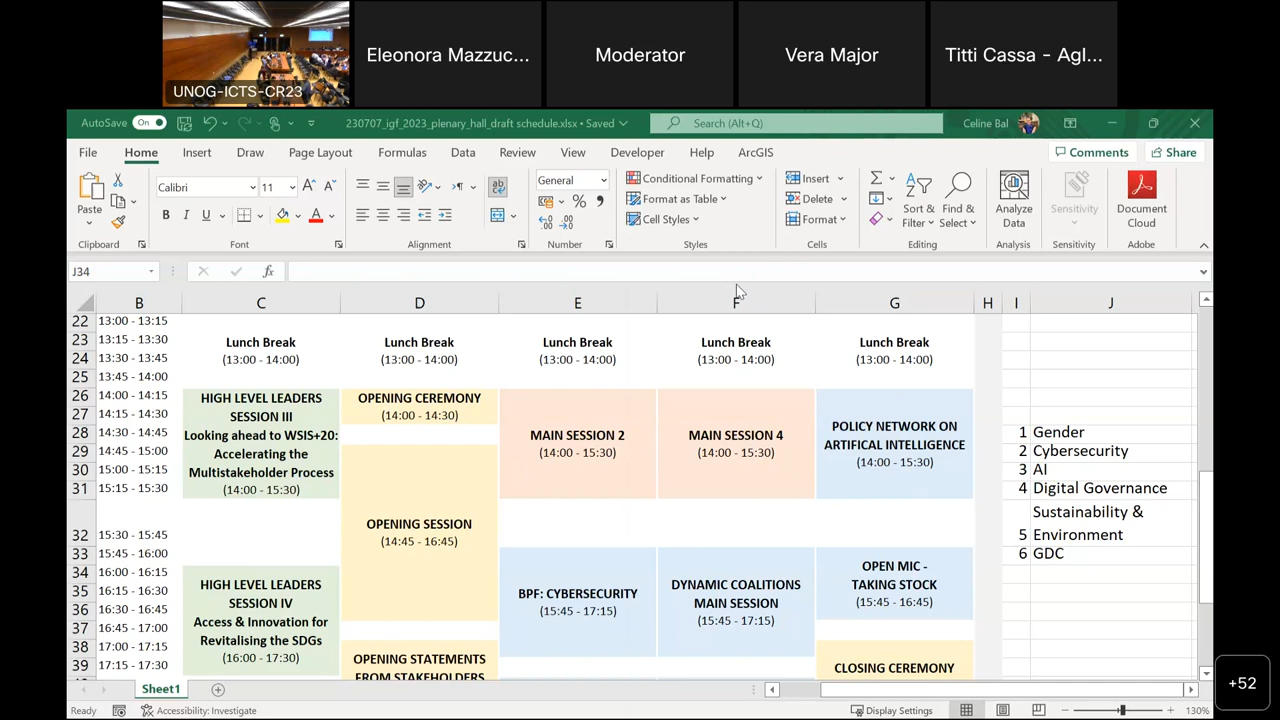 UNOG-ICTS-CR23
Eleonora Mazzuc...
Moderator
Vera Major
Titti Cassa - Agl...
AutoSave On
230707_igf_2023_plenary_hall_draft schedule.xlsx • Saved
Search (Alt+Q)
Celine Bal
File Home Insert Draw Page Layout Formulas Data Review View Developer Help ArcGIS
Comments Share
Paste
Clipboard
Calibri 11
B I U
Font
Alignment
General
Number
Conditional Formatting
Format as Table
Cell Styles
Styles
Insert
Delete
Format
Cells
Sort & Filter
Find & Select
Editing
Analyze Data
Analysis
Sensitivity
Sensitivity
Document Cloud
Adobe
J34
fx
B C D E F G H I J
22 13:00 - 13:15
23 13:15 - 13:30
24 13:30 - 13:45
25 13:45 - 14:00
26 14:00 - 14:15
27 14:15 - 14:30
28 14:30 - 14:45
29 14:45 - 15:00
30 15:00 - 15:15
31 15:15 - 15:30
32 15:30 - 15:45
33 15:45 - 16:00
34 16:00 - 16:15
35 16:15 - 16:30
36 16:30 - 16:45
37 16:45 - 17:00
38 17:00 - 17:15
39 17:15 - 17:30
Lunch Break
(13:00 - 14:00)
HIGH LEVEL LEADERS
SESSION III
Looking ahead to WSIS+20:
Accelerating the
Multistakeholder Process
(14:00 - 15:30)
HIGH LEVEL LEADERS
SESSION IV
Access & Innovation for
Revitalising the SDGs
(16:00 - 17:30)
Lunch Break
(13:00 - 14:00)
OPENING CEREMONY
(14:00 - 14:30)
OPENING SESSION
(14:45 - 16:45)
OPENING STATEMENTS
FROM STAKEHOLDERS
Lunch Break
(13:00 - 14:00)
MAIN SESSION 2
(14:00 - 15:30)
BPF: CYBERSECURITY
(15:45 - 17:15)
Lunch Break
(13:00 - 14:00)
MAIN SESSION 4
(14:00 - 15:30)
DYNAMIC COALITIONS
MAIN SESSION
(15:45 - 17:15)
Lunch Break
(13:00 - 14:00)
POLICY NETWORK ON
ARTIFICAL INTELLIGENCE
(14:00 - 15:30)
OPEN MIC -
TAKING STOCK
(15:45 - 16:45)
CLOSING CEREMONY
1 Gender
2 Cybersecurity
3 AI
4 Digital Governance
Sustainability &
5 Environment
6 GDC
Sheet1
Ready
Accessibility: Investigate
Display Settings
130%
+52